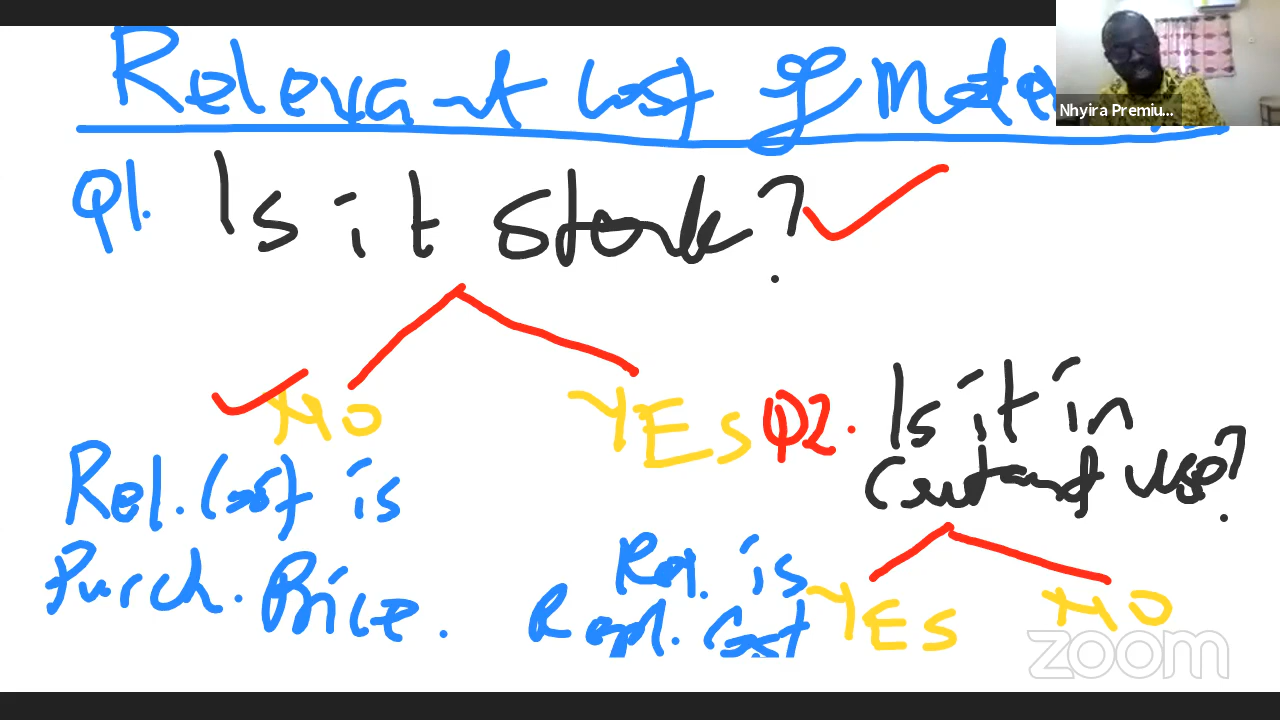 Relevant Cost of Mate
Nhyira Premiu...
Q1. Is it stock?
NO
YES
Q2. Is it in
constant use?
Rel. Cost is
Purch. Price.
Rel. is
Repl. Cost
YES
NO
zoom